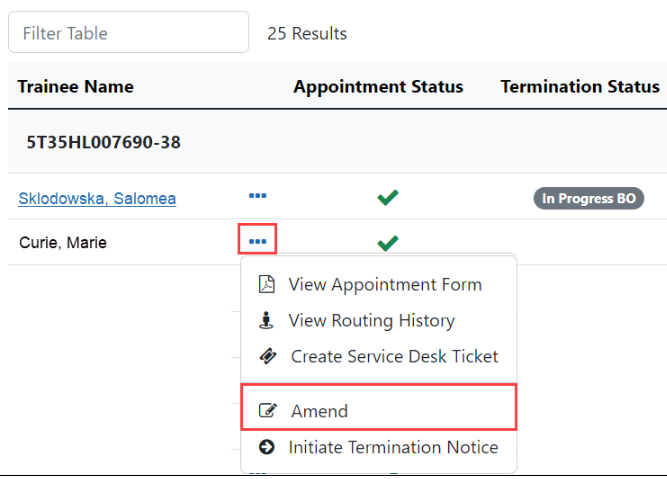 Filter Table 25 Results
Trainee Name Appointment Status Termination Status
5T35HL007690-38
Sklodowska, Salomea In Progress BO
Curie, Marie
View Appointment Form
View Routing History
Create Service Desk Ticket
Amend
Initiate Termination Notice